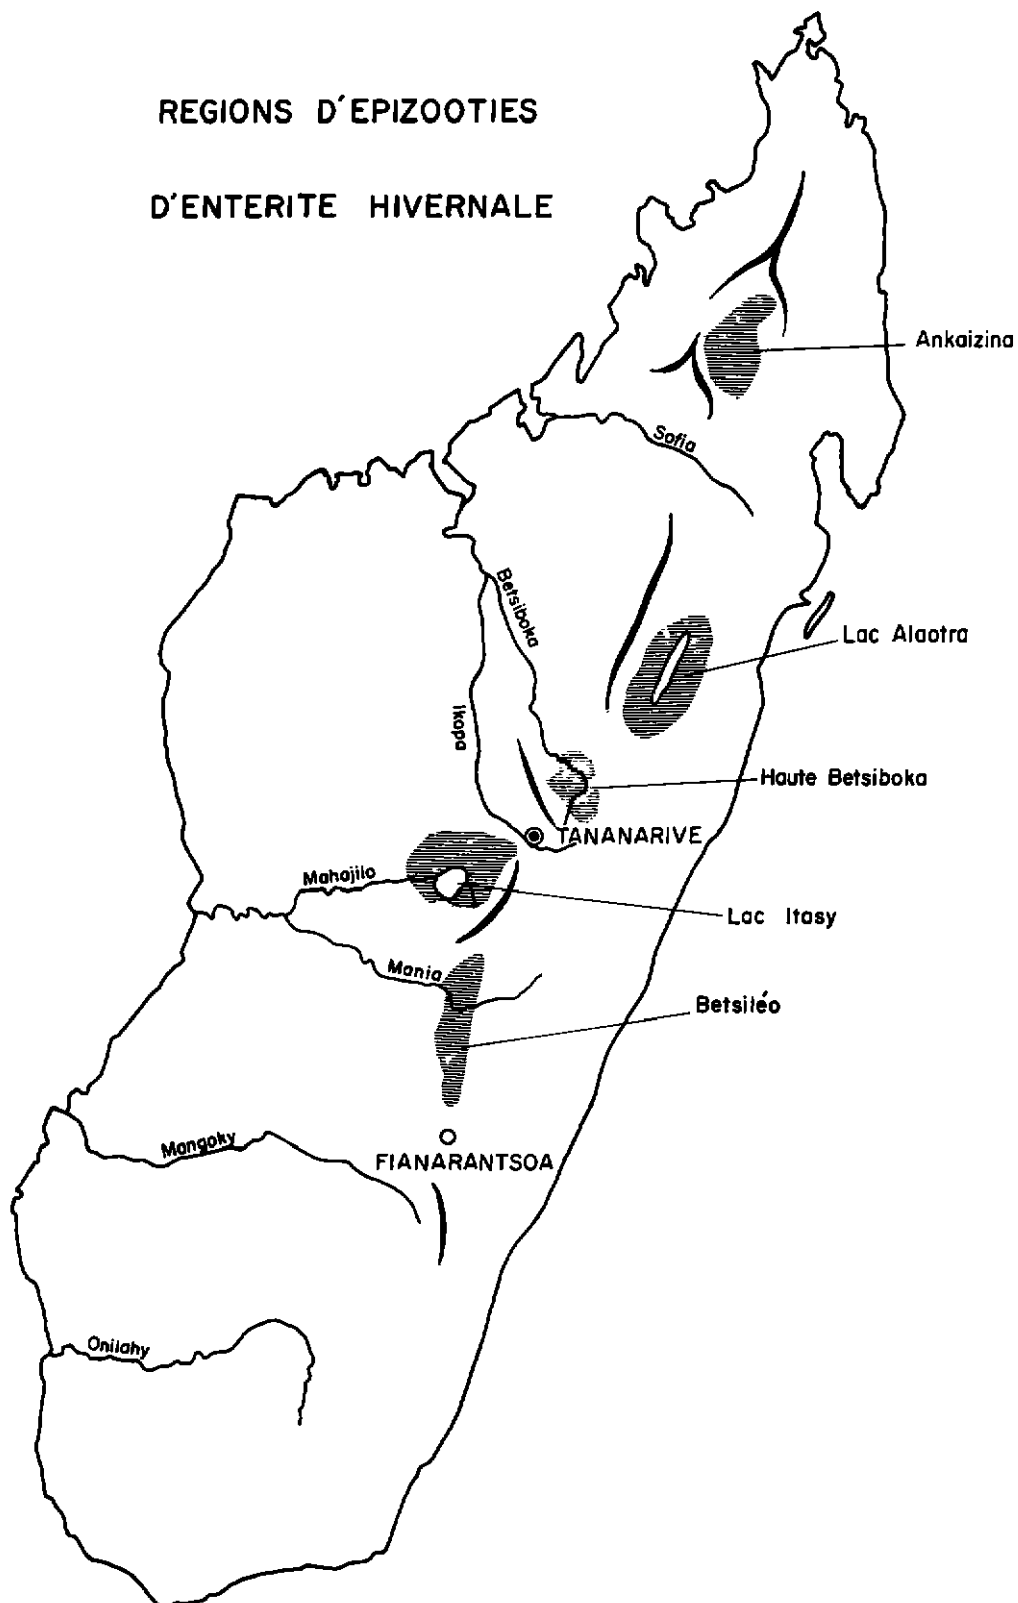 REGIONS D'EPIZOOTIES
D'ENTERITE HIVERNALE
Ankaizina
Sofia
Betsiboka
Lac Alaotra
Ikopa
Haute Betsiboka
TANANARIVE
Mahajilo
Lac Itasy
Mania
Betsiléo
Mangoky
FIANARANTSOA
Onilahy